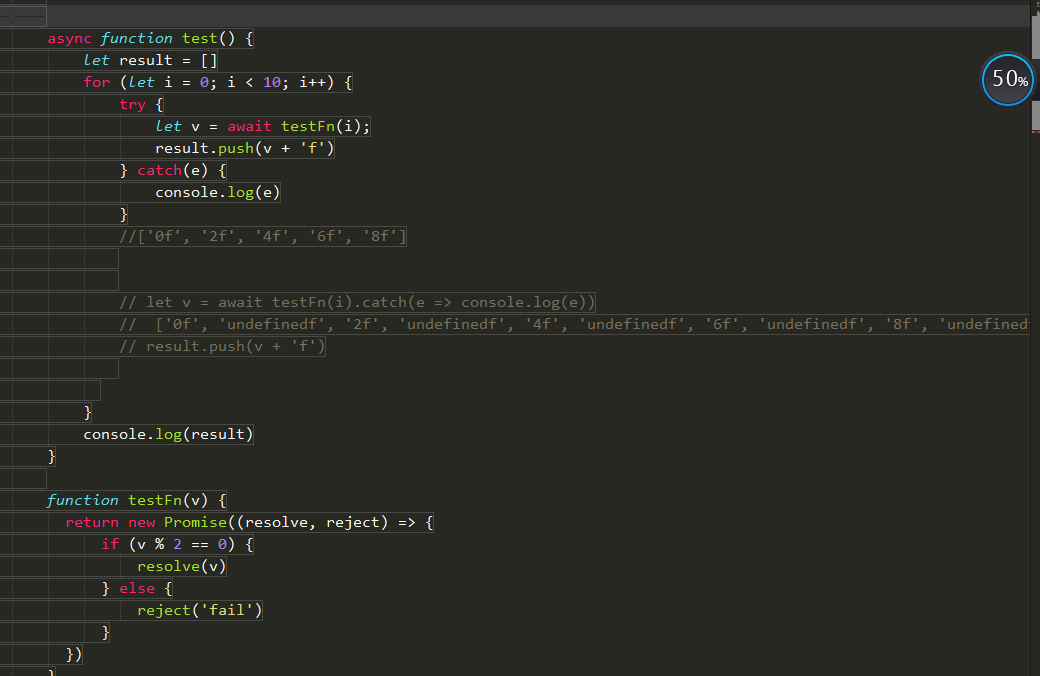 async function test() {
let result = []
for (let i = 0; i < 10; i++) {
try {
let v = await testFn(i);
result.push(v + 'f')
} catch(e) {
console.log(e)
}
//['0f', '2f', '4f', '6f', '8f']
// let v = await testFn(i).catch(e => console.log(e))
//  ['0f', 'undefinedf', '2f', 'undefinedf', '4f', 'undefinedf', '6f', 'undefinedf', '8f', 'undefined
// result.push(v + 'f')
}
console.log(result)
}
function testFn(v) {
return new Promise((resolve, reject) => {
if (v % 2 == 0) {
resolve(v)
} else {
reject('fail')
}
})
}
50%